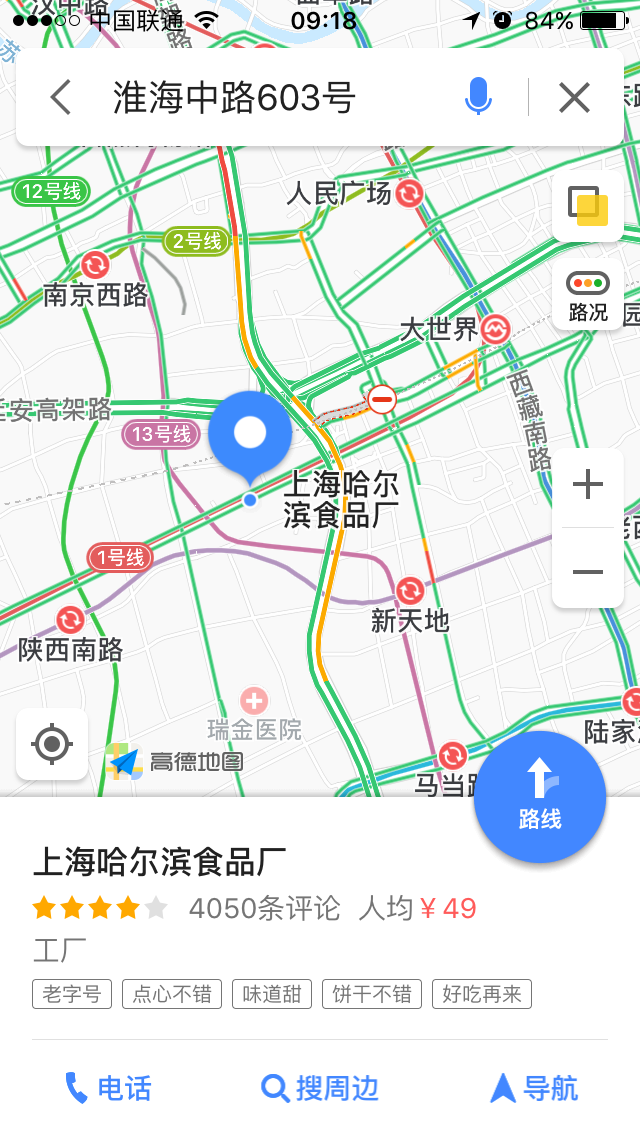 汉中路
中国联通
09:18
84%
淮海中路603号
12号线
人民广场
2号线
南京西路
路况
大世界
延安高架路
西藏南路
13号线
上海哈尔
滨食品厂
1号线
新天地
陕西南路
瑞金医院
高德地图
马当路
路线
上海哈尔滨食品厂
4050条评论 人均￥49
工厂
老字号 点心不错 味道甜 饼干不错 好吃再来
电话 搜周边 导航